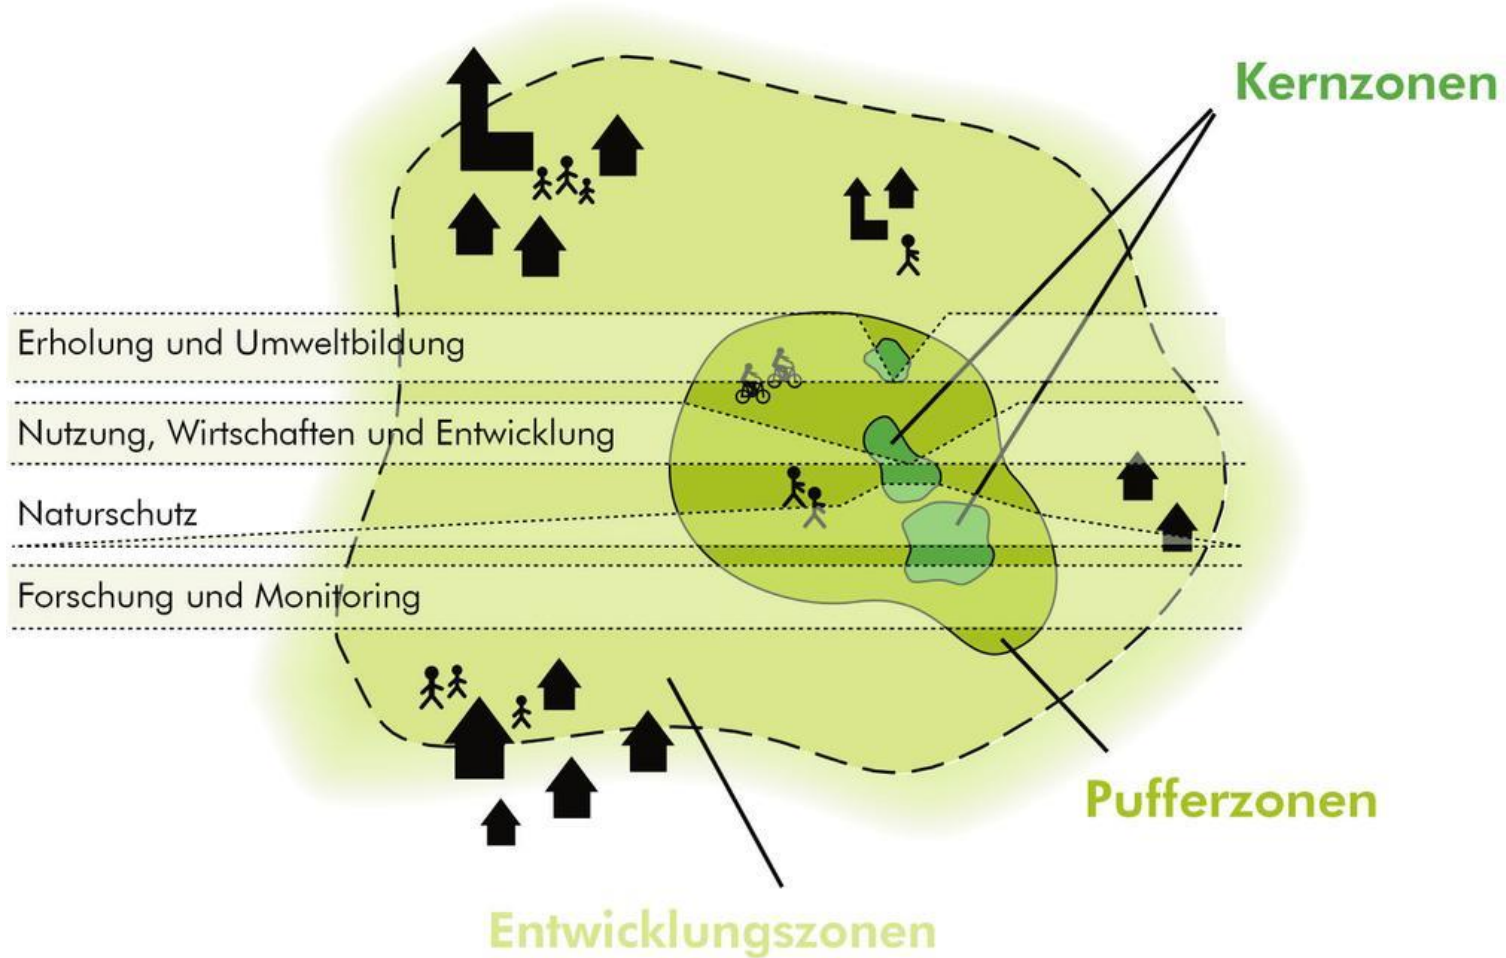 Kernzonen
Erholung und Umweltbildung
Nutzung, Wirtschaften und Entwicklung
Naturschutz
Forschung und Monitoring
Pufferzonen
Entwicklungszonen